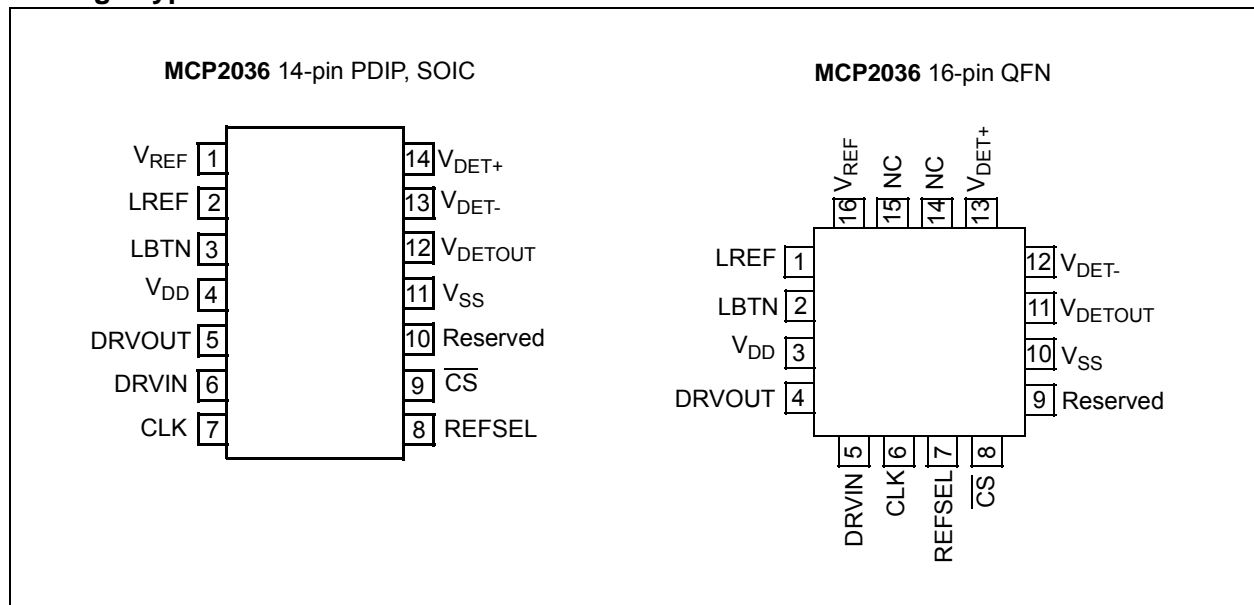 MCP2036 14-pin PDIP, SOIC
VREF 1
LREF 2
LBTN 3
VDD 4
DRVOUT 5
DRVIN 6
CLK 7
14 VDET+
13 VDET-
12 VDETOUT
11 VSS
10 Reserved
9 CS
8 REFSEL
MCP2036 16-pin QFN
16 VREF
15 NC
14 NC
13 VDET+
LREF 1
LBTN 2
VDD 3
DRVOUT 4
12 VDET-
11 VDETOUT
10 VSS
9 Reserved
DRVIN 5
CLK 6
REFSEL 7
CS 8